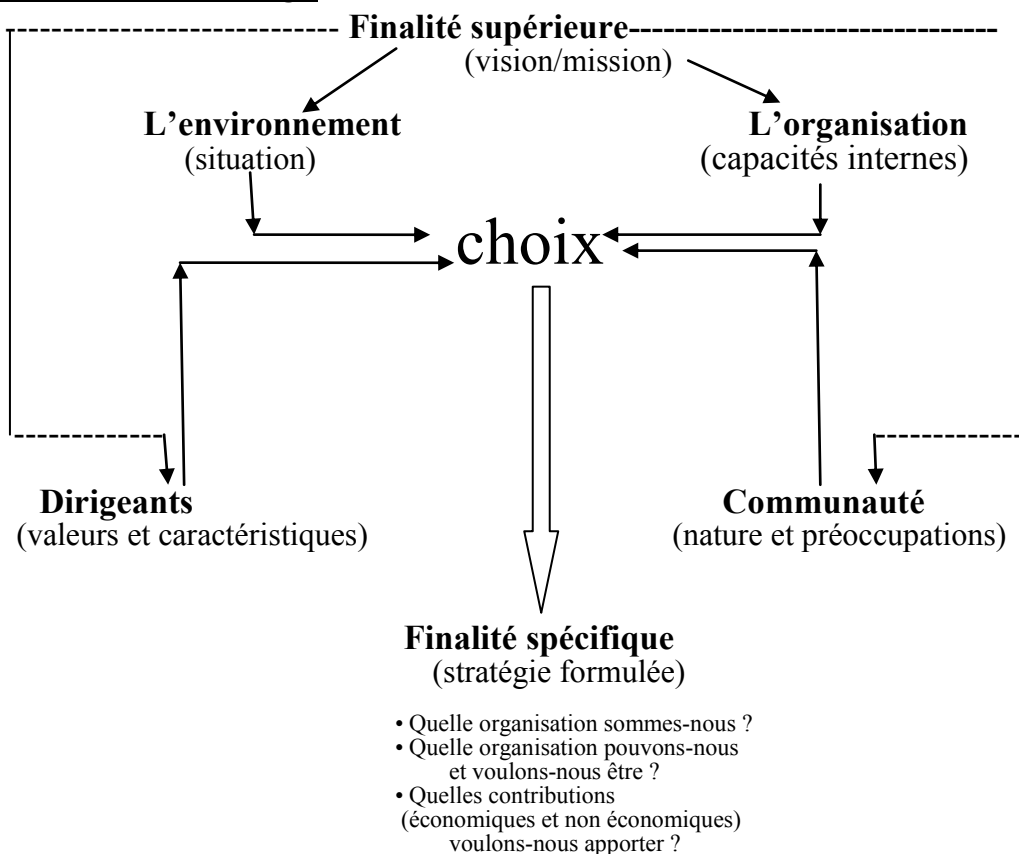 Finalité supérieure
(vision/mission)
L’environnement
(situation)
L’organisation
(capacités internes)
choix
Dirigeants
(valeurs et caractéristiques)
Communauté
(nature et préoccupations)
Finalité spécifique
(stratégie formulée)
• Quelle organisation sommes-nous ?
• Quelle organisation pouvons-nous
et voulons-nous être ?
• Quelles contributions
(économiques et non économiques)
voulons-nous apporter ?